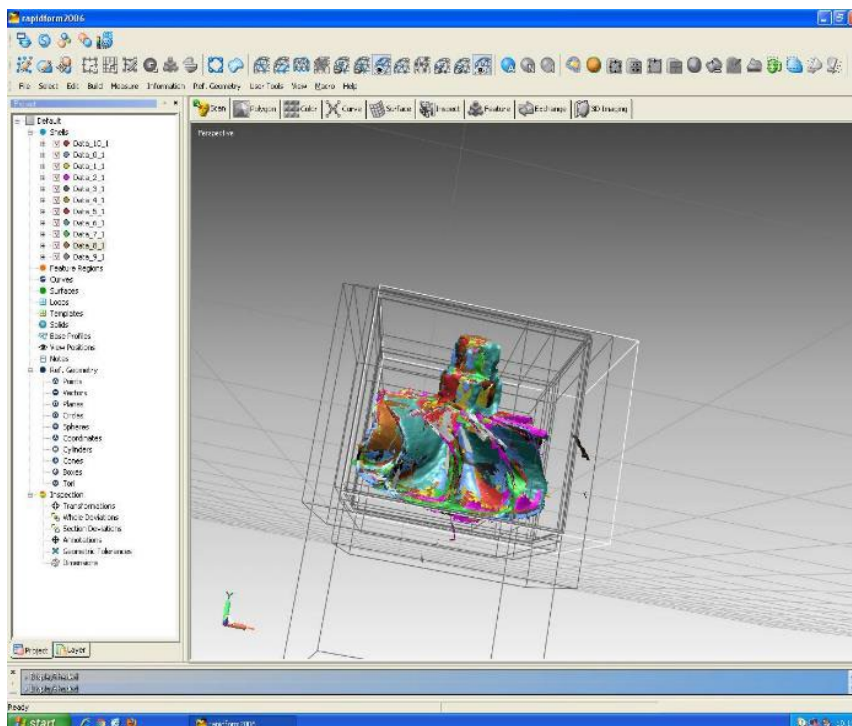 rapidform2006
File Select Edit Build Measure Information Ref. Geometry User Tools View Macro Help
Scan Polygon Color Curve Surface Inspect Feature Exchange 3D Imaging
Perspective
Default
Shells
Data_10_1
Data_0_1
Data_1_1
Data_2_1
Data_3_1
Data_4_1
Data_5_1
Data_6_1
Data_7_1
Data_8_1
Data_9_1
Feature Regions
Curves
Surfaces
Loops
Templates
Solids
Base Profiles
View Positions
Notes
Ref. Geometry
Points
Vectors
Planes
Circles
Spheres
Coordinates
Cylinders
Cones
Boxes
Tori
Inspection
Transformations
Whole Deviations
Section Deviations
Annotations
Geometric Tolerances
Dimensions
Y
Project Layer
Ready
start rapidform2006